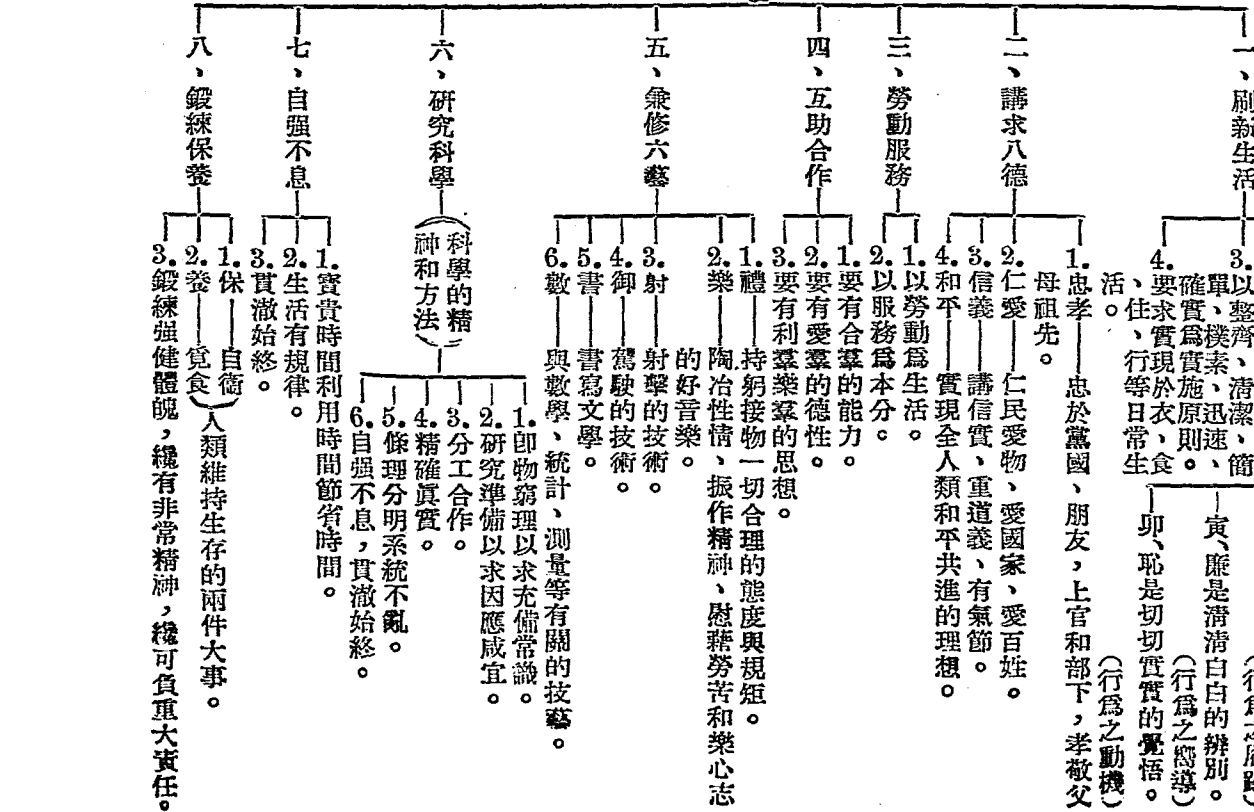 一、刷新生活
3.以整齊、清潔、簡
單、樸素、迅速、
確實爲實施原則。
4.要求實現於衣、食
、住、行等日常生
活。
寅、廉是清清白白的辨別。
(行爲之嚮導)
卯、恥是切切實實的覺悟。
(行爲之動機)
二、講求八德
1.忠孝 忠於黨國、朋友,上官和部下,孝敬父
母祖先。
2.仁愛 仁民愛物、愛國家、愛百姓。
3.信義 講信實、重道義、有氣節。
4.和平 實現全人類和平共進的理想。
三、勞動服務
1.以勞動爲生活。
2.以服務爲本分。
四、互助合作
1.要有合羣的能力。
2.要有愛羣的德性。
3.要有利羣樂羣的思想。
五、兼修六藝
1.禮 持躬接物一切合理的態度與規矩。
2.樂 陶冶性情、振作精神、慰藉勞苦和樂心志
的好音樂。
3.射 射擊的技術。
4.御 駕駛的技術。
5.書 書寫文學。
6.數 與數學、統計、測量等有關的技藝。
六、研究科學
(科學的精
神和方法)
1.卽物窮理以求充備常識。
2.研究準備以求因應咸宜。
3.分工合作。
4.精確眞實。
5.條理分明系統不亂。
6.自强不息,貫澈始終。
七、自强不息
1.寳貴時間利用時間節省時間。
2.生活有規律。
3.貫澈始終。
八、鍛練保養
1.保 自衞
2.養 覓食
人類維持生存的兩件大事。
3.鍛練强健體魄,纔有非常精神,纔可負重大責任。